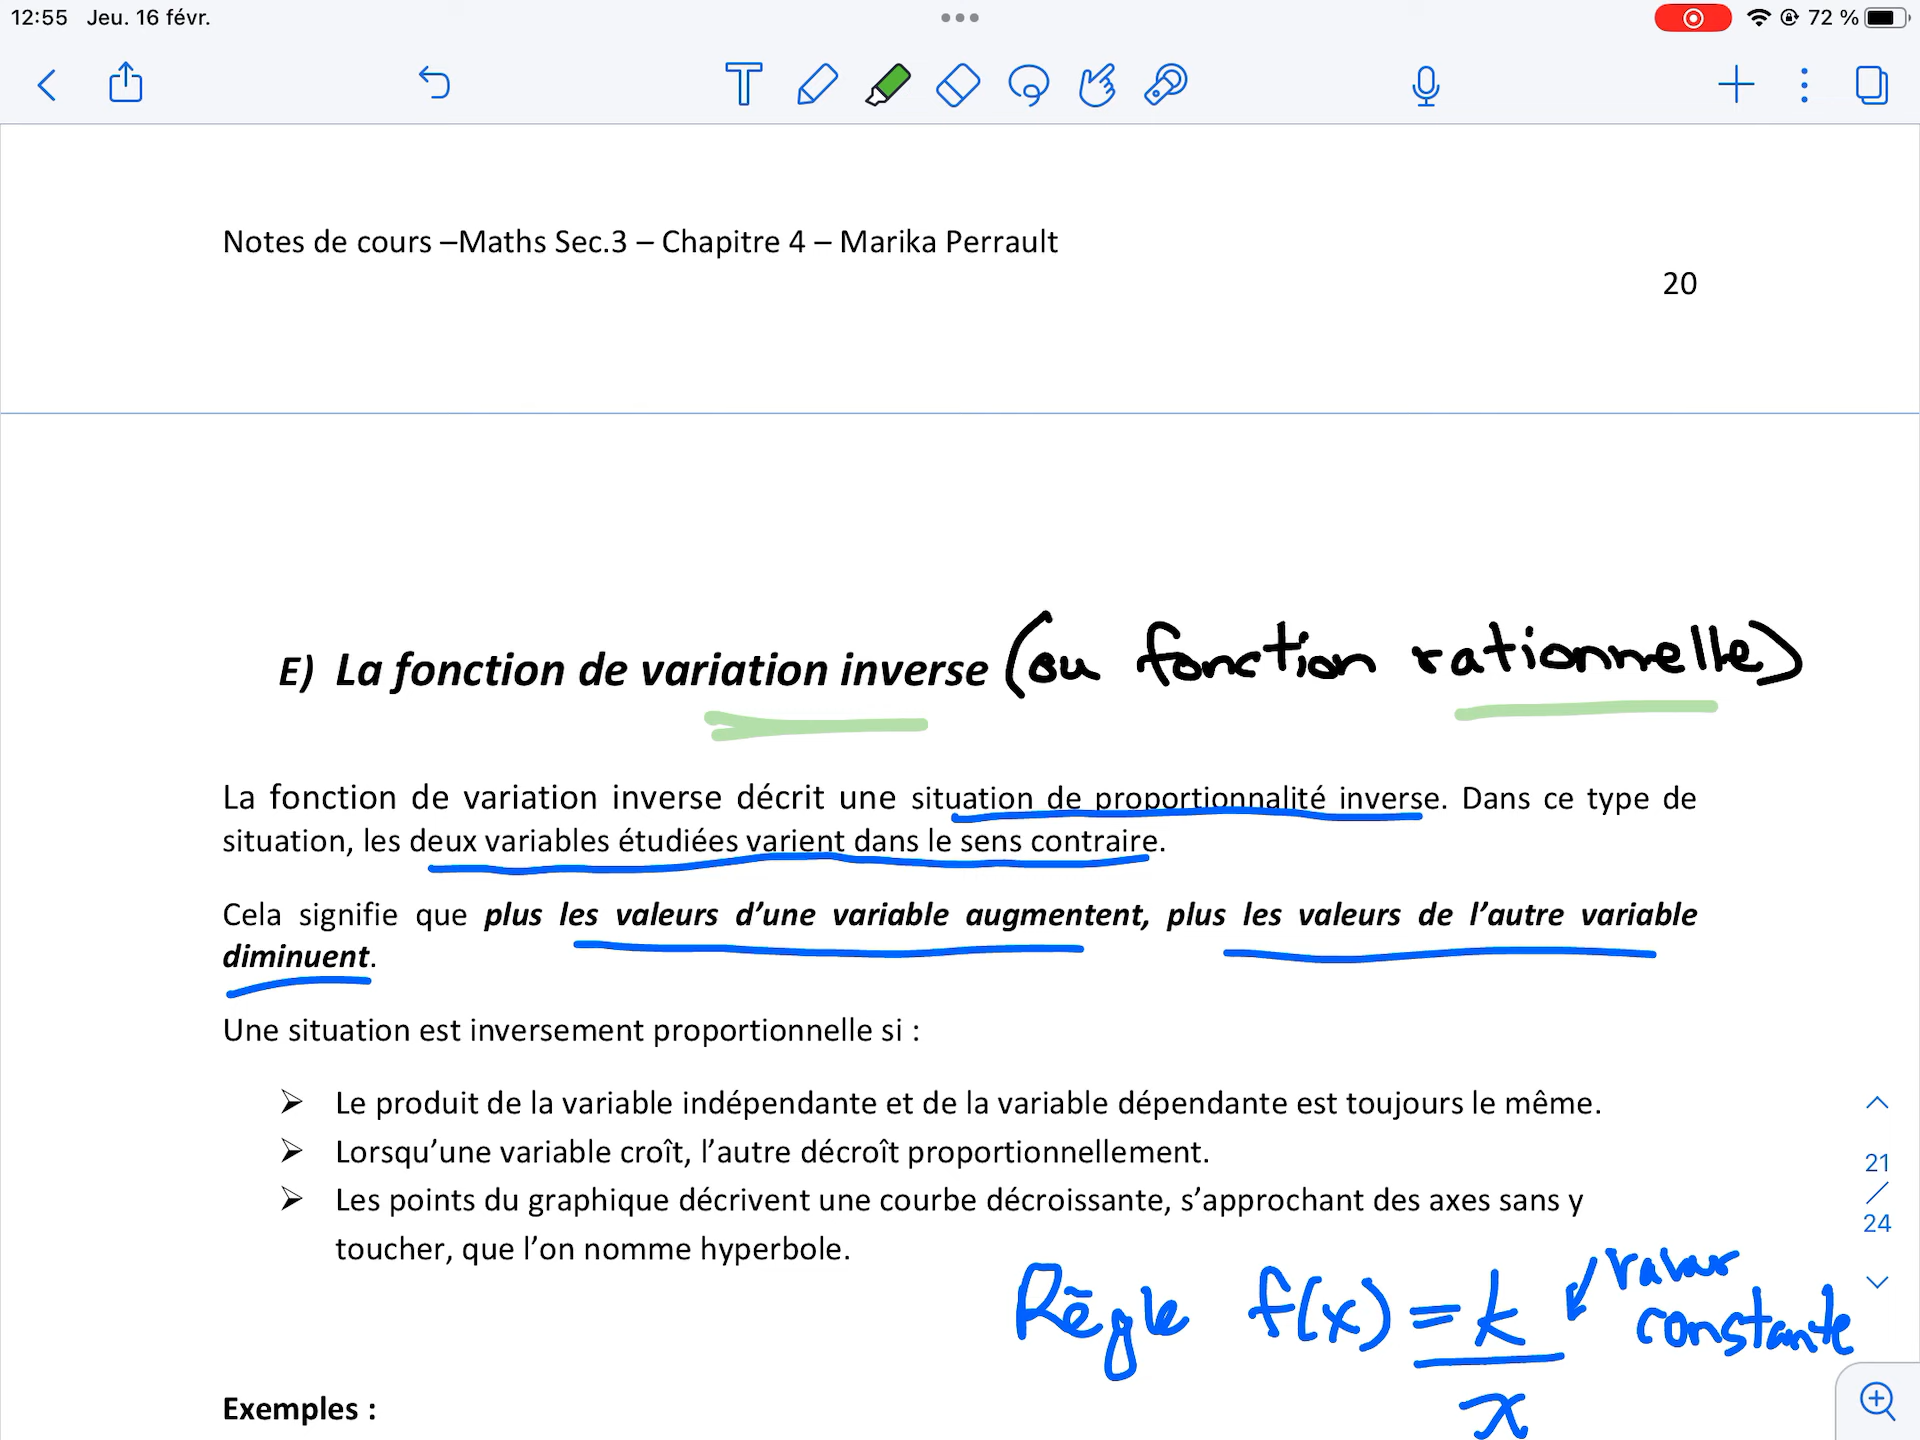 12:55 Jeu. 16 févr.
72 %
Notes de cours –Maths Sec.3 – Chapitre 4 – Marika Perrault
20
E) La fonction de variation inverse (ou fonction rationnelle)
La fonction de variation inverse décrit une situation de proportionnalité inverse. Dans ce type de
situation, les deux variables étudiées varient dans le sens contraire.
Cela signifie que plus les valeurs d’une variable augmentent, plus les valeurs de l’autre variable
diminuent.
Une situation est inversement proportionnelle si :
➢ Le produit de la variable indépendante et de la variable dépendante est toujours le même.
➢ Lorsqu’une variable croît, l’autre décroît proportionnellement.
➢ Les points du graphique décrivent une courbe décroissante, s’approchant des axes sans y
toucher, que l’on nomme hyperbole.
21
/
24
Règle f(x) = k valeur
constante
x
Exemples :